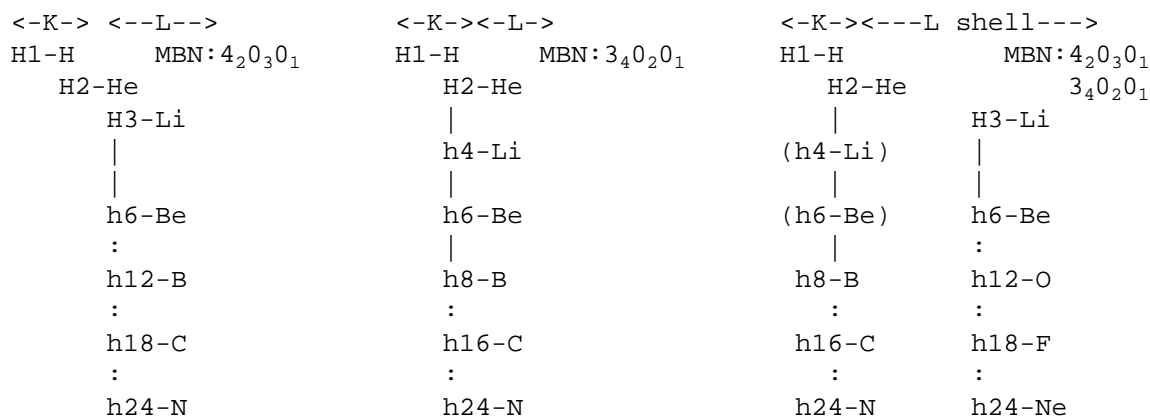 <-K-> <--L--> <-K-><-L-> <-K-><---L shell--->
H1-H MBN:4₂0₃0₁ H1-H MBN:3₄0₂0₁ H1-H MBN:4₂0₃0₁
H2-He H2-He H2-He 3₄0₂0₁
H3-Li | | H3-Li
| h4-Li (h4-Li) |
| | | |
h6-Be h6-Be (h6-Be) h6-Be
: | | :
h12-B h8-B h8-B h12-O
: : : :
h18-C h16-C h16-C h18-F
: : : :
h24-N h24-N h24-N h24-Ne